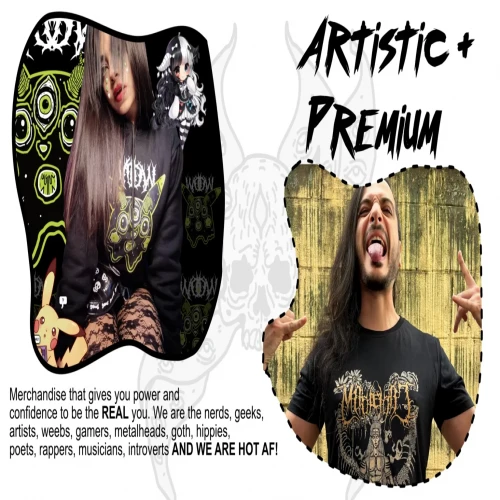 ARtistic +
PREMiuM
Merchandise that gives you power and
confidence to be the REAL you. We are the nerds, geeks,
artists, weebs, gamers, metalheads, goth, hippies,
poets, rappers, musicians, introverts AND WE ARE HOT AF!